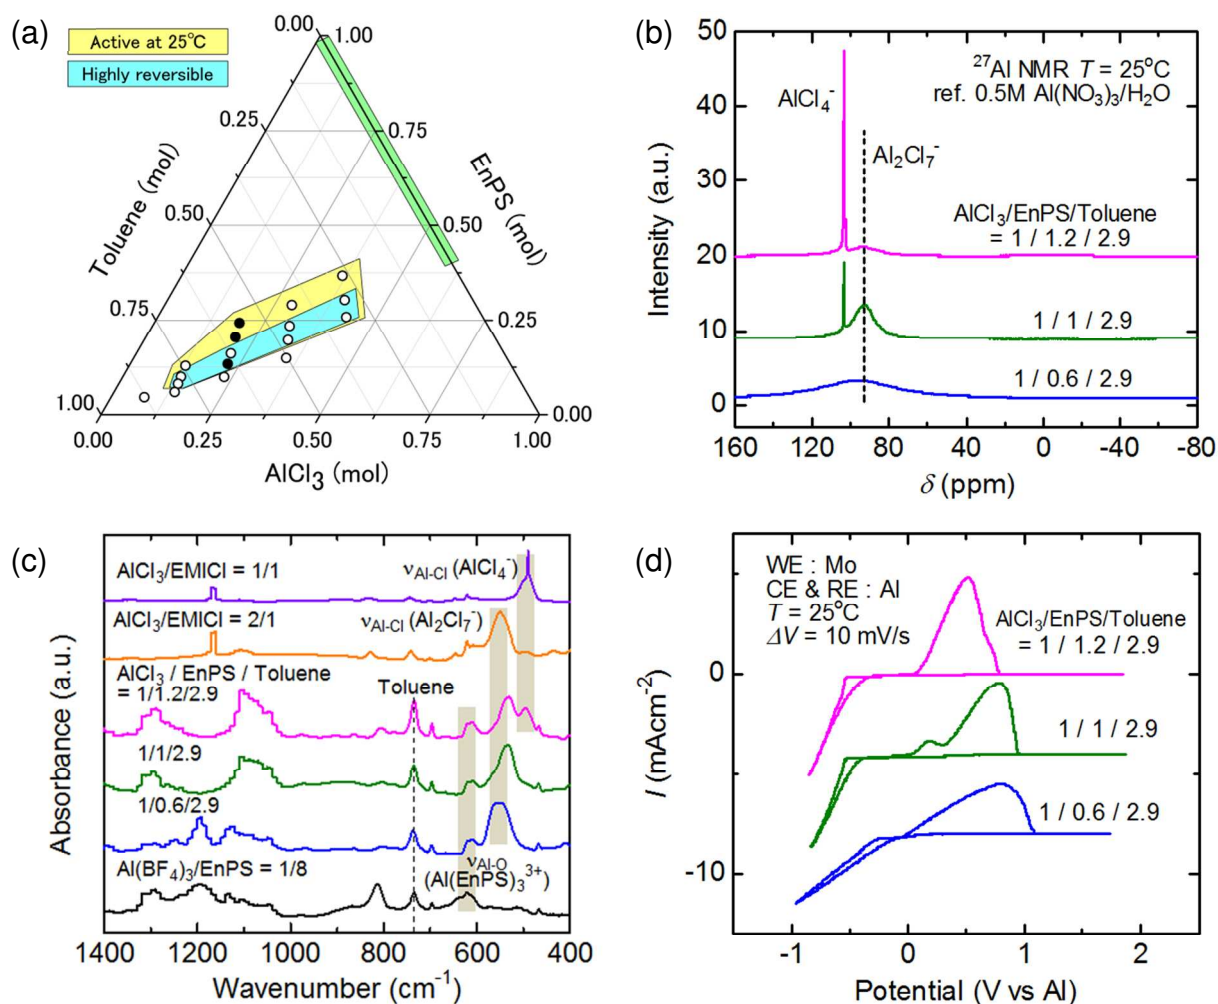 (a)
Active at 25°C
Highly reversible
0.00
1.00
0.25
0.75
Toluene (mol)
EnPS (mol)
0.50
0.50
0.75
0.25
1.00
0.00
0.00
0.25
0.50
0.75
1.00
AlCl₃ (mol)
(b)
50
40
30
20
10
0
Intensity (a.u.)
²⁷Al NMR T = 25°C
ref. 0.5M Al(NO₃)₃/H₂O
AlCl₄⁻
Al₂Cl₇⁻
AlCl₃/EnPS/Toluene
= 1 / 1.2 / 2.9
1 / 1 / 2.9
1 / 0.6 / 2.9
160 120 80 40 0 -40 -80
δ (ppm)
(c)
Absorbance (a.u.)
AlCl₃/EMICl = 1/1
νAl-Cl (AlCl₄⁻)
AlCl₃/EMICl = 2/1
νAl-Cl (Al₂Cl₇⁻)
AlCl₃ / EnPS / Toluene
= 1/1.2/2.9
Toluene
1/1/2.9
1/0.6/2.9
Al(BF₄)₃/EnPS = 1/8
νAl-O
(Al(EnPS)₃³⁺)
1400 1200 1000 800 600 400
Wavenumber (cm⁻¹)
(d)
WE : Mo
CE & RE : Al
T = 25°C
ΔV = 10 mV/s
AlCl₃/EnPS/Toluene
= 1 / 1.2 / 2.9
1 / 1 / 2.9
1 / 0.6 / 2.9
0
-10
I (mAcm⁻²)
-1 0 1 2
Potential (V vs Al)